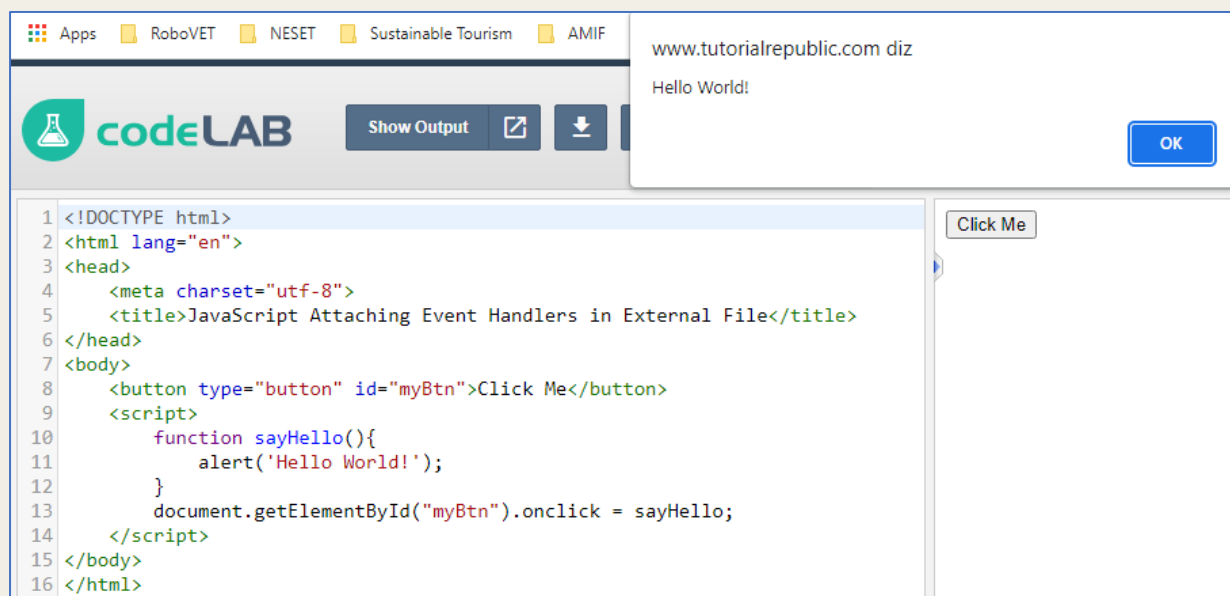 Apps RoboVET NESET Sustainable Tourism AMIF
www.tutorialrepublic.com diz
Hello World!
OK
codeLAB
Show Output
1 <!DOCTYPE html>
2 <html lang="en">
3 <head>
4     <meta charset="utf-8">
5     <title>JavaScript Attaching Event Handlers in External File</title>
6 </head>
7 <body>
8     <button type="button" id="myBtn">Click Me</button>
9     <script>
10         function sayHello(){
11             alert('Hello World!');
12         }
13         document.getElementById("myBtn").onclick = sayHello;
14     </script>
15 </body>
16 </html>
Click Me